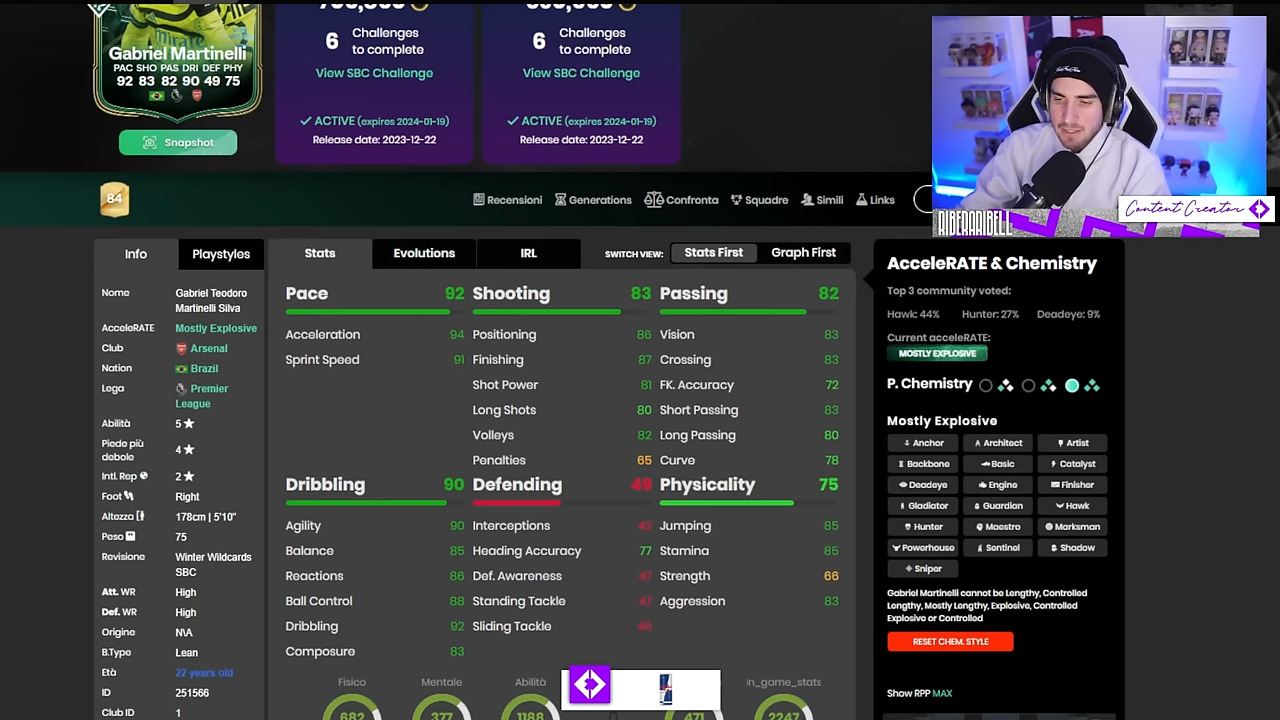 Gabriel Martinelli
PAC SHO PAS DRI DEF PHY
92 83 82 90 49 75
Snapshot
6 Challenges to complete
View SBC Challenge
ACTIVE (expires 2024-01-19)
Release date: 2023-12-22
6 Challenges to complete
View SBC Challenge
ACTIVE (expires 2024-01-19)
Release date: 2023-12-22
Content Creator
84
Recensioni Generations Confronta Squadre Simili Links
Info Playstyles
Name Gabriel Teodoro Martinelli Silva
AcceleRATE Mostly Explosive
Club Arsenal
Nation Brazil
Lega Premier League
Abilità 5
Piede più debole 4
Intl. Rep 2
Foot Right
Altezza 178cm | 5'10"
Peso 75
Revisione Winter Wildcards SBC
Att. WR High
Def. WR High
Origine N\A
B.Type Lean
Età 22 years old
ID 251566
Club ID 1
Stats Evolutions IRL SWITCH VIEW: Stats First Graph First
Pace 92
Acceleration 94
Sprint Speed 91
Shooting 83
Positioning 86
Finishing 87
Shot Power 81
Long Shots 80
Volleys 82
Penalties 65
Passing 82
Vision 83
Crossing 83
FK. Accuracy 72
Short Passing 83
Long Passing 80
Curve 78
Dribbling 90
Agility 90
Balance 85
Reactions 86
Ball Control 88
Dribbling 92
Composure 83
Defending 49
Interceptions 42
Heading Accuracy 77
Def. Awareness 47
Standing Tackle 47
Sliding Tackle 46
Physicality 75
Jumping 85
Stamina 85
Strength 66
Aggression 83
Fisico Mentale Abilità in_game_stats
682 377 1188 471 2247
AcceleRATE & Chemistry
Top 3 community voted:
Hawk: 44% Hunter: 27% Deadeye: 9%
Current acceleRATE:
MOSTLY EXPLOSIVE
P. Chemistry
Mostly Explosive
Anchor Architect Artist
Backbone Basic Catalyst
Deadeye Engine Finisher
Gladiator Guardian Hawk
Hunter Maestro Marksman
Powerhouse Sentinel Shadow
Sniper
Gabriel Martinelli cannot be Lengthy, Controlled
Lengthy, Mostly Lengthy, Explosive, Controlled
Explosive or Controlled
RESET CHEM. STYLE
Show RPP MAX